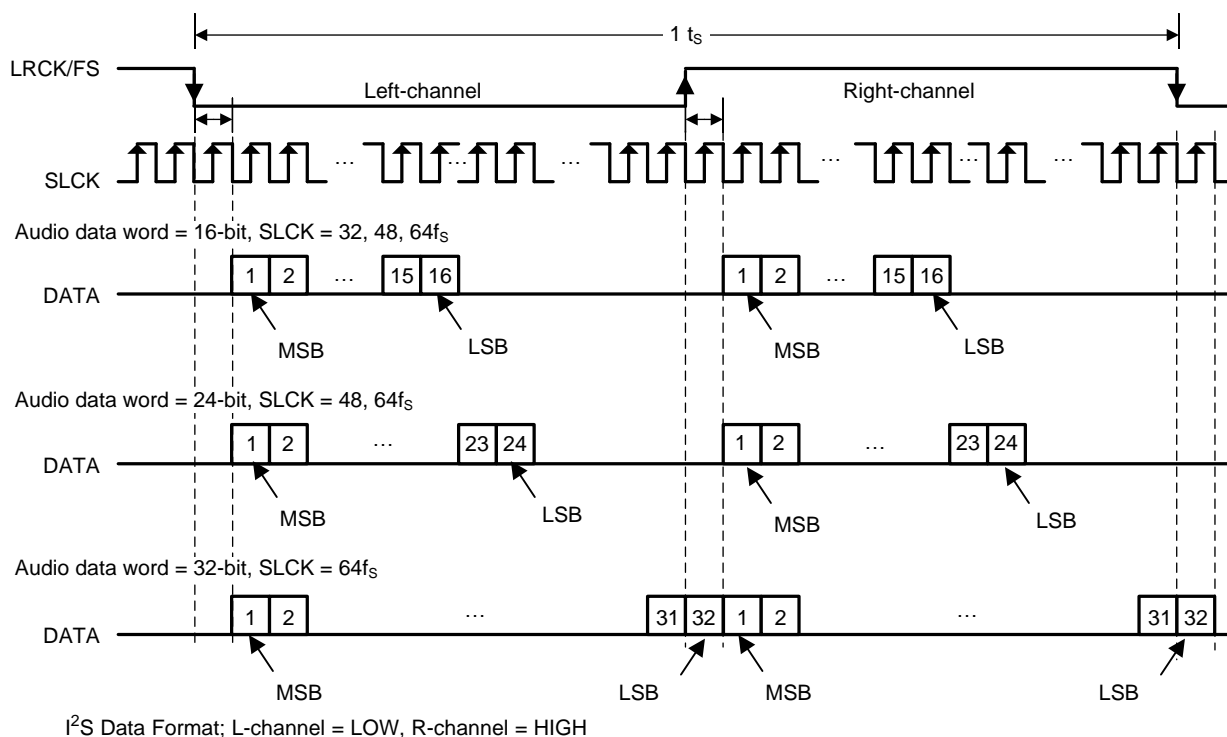 1 tS
LRCK/FS
Left-channel
Right-channel
SLCK
... ... ... ... ... ...
Audio data word = 16-bit, SLCK = 32, 48, 64fS
DATA
1 2 ... 15 16 1 2 ... 15 16
MSB LSB MSB LSB
Audio data word = 24-bit, SLCK = 48, 64fS
DATA
1 2 ... 23 24 1 2 ... 23 24
MSB LSB MSB LSB
Audio data word = 32-bit, SLCK = 64fS
DATA
1 2 ... 31 32 1 2 ... 31 32
MSB LSB MSB LSB
I2S Data Format; L-channel = LOW, R-channel = HIGH